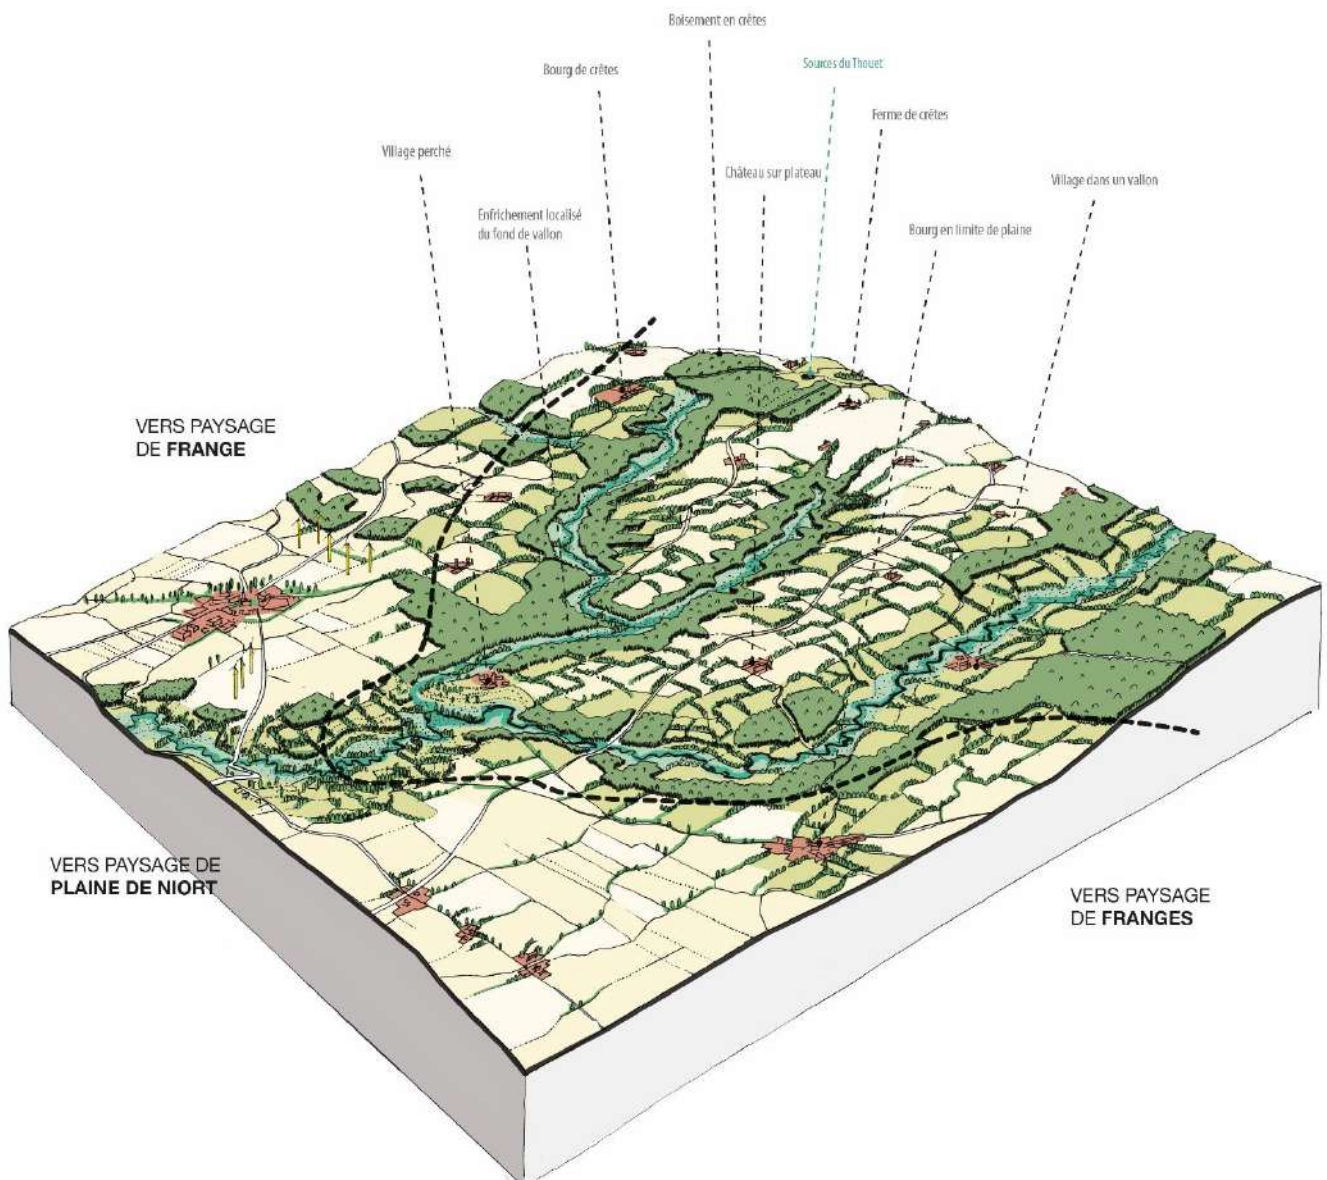 Boisement en crêtes
Bourg de crêtes
Sources du Thouet
Ferme de crêtes
Village perché
Château sur plateau
Village dans un vallon
Enfrichement localisé
du fond de vallon
Bourg en limite de plaine
VERS PAYSAGE
DE FRANGE
VERS PAYSAGE DE
PLAINE DE NIORT
VERS PAYSAGE
DE FRANGES